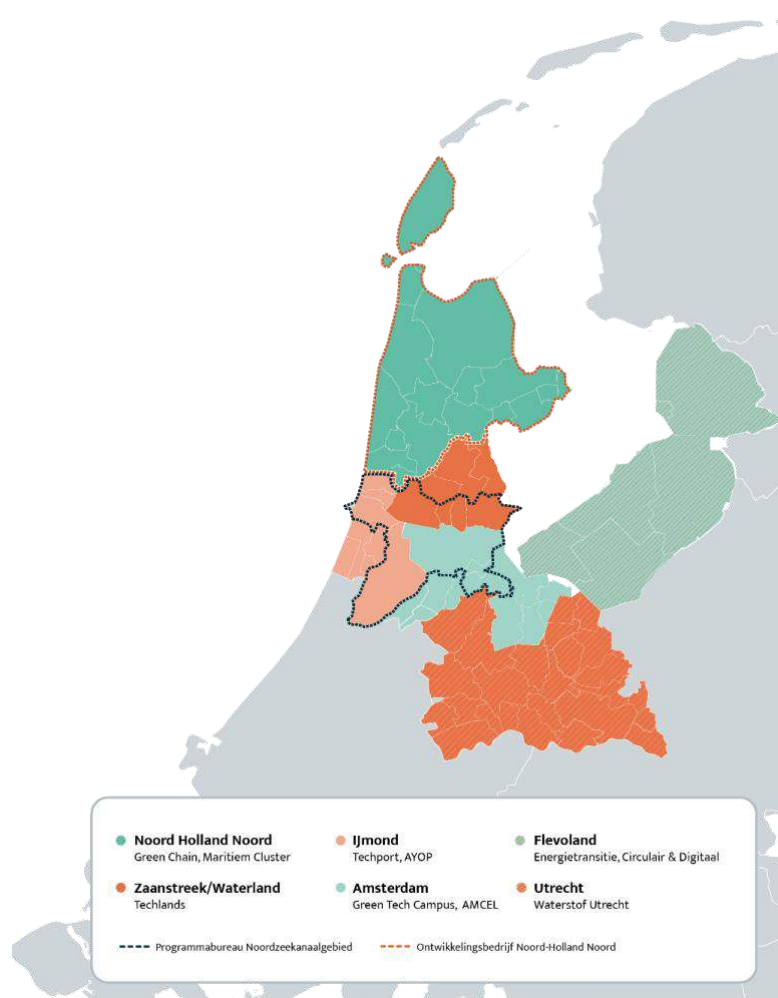 Noord Holland Noord
Green Chain, Maritiem Cluster
IJmond
Techport, AYOP
Flevoland
Energietransitie, Circulair & Digitaal
Zaanstreek/Waterland
Techlands
Amsterdam
Green Tech Campus, AMCEL
Utrecht
Waterstof Utrecht
Programmabureau Noordzeekanaalgebied
Ontwikkelingsbedrijf Noord-Holland Noord